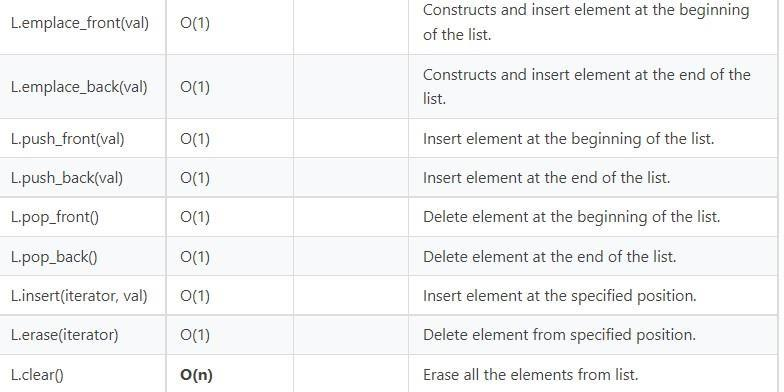 L.emplace_front(val) O(1) Constructs and insert element at the beginning
of the list.
L.emplace_back(val) O(1) Constructs and insert element at the end of the
list.
L.push_front(val) O(1) Insert element at the beginning of the list.
L.push_back(val) O(1) Insert element at the end of the list.
L.pop_front() O(1) Delete element at the beginning of the list.
L.pop_back() O(1) Delete element at the end of the list.
L.insert(iterator, val) O(1) Insert element at the specified position.
L.erase(iterator) O(1) Delete element from specified position.
L.clear() O(n) Erase all the elements from list.